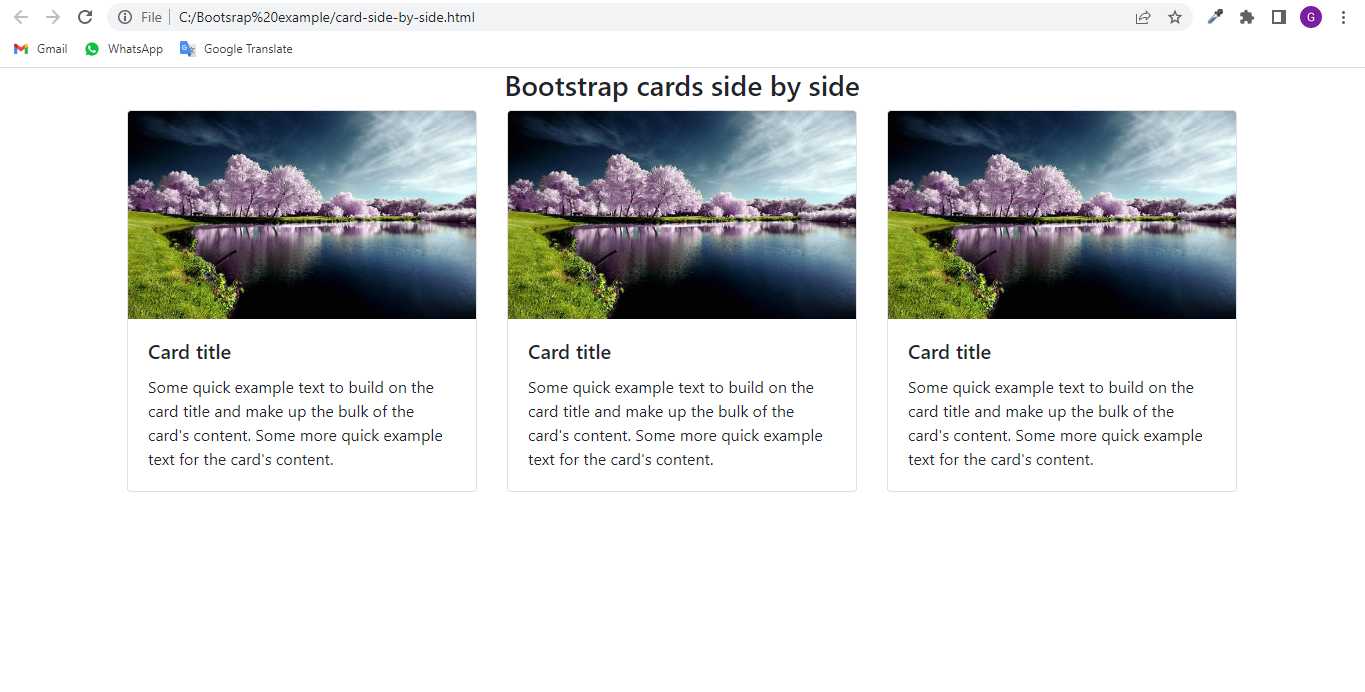 File | C:/Bootsrap%20example/card-side-by-side.html
G
Gmail WhatsApp Google Translate
Bootstrap cards side by side
Card title
Some quick example text to build on the
card title and make up the bulk of the
card's content. Some more quick example
text for the card's content.
Card title
Some quick example text to build on the
card title and make up the bulk of the
card's content. Some more quick example
text for the card's content.
Card title
Some quick example text to build on the
card title and make up the bulk of the
card's content. Some more quick example
text for the card's content.